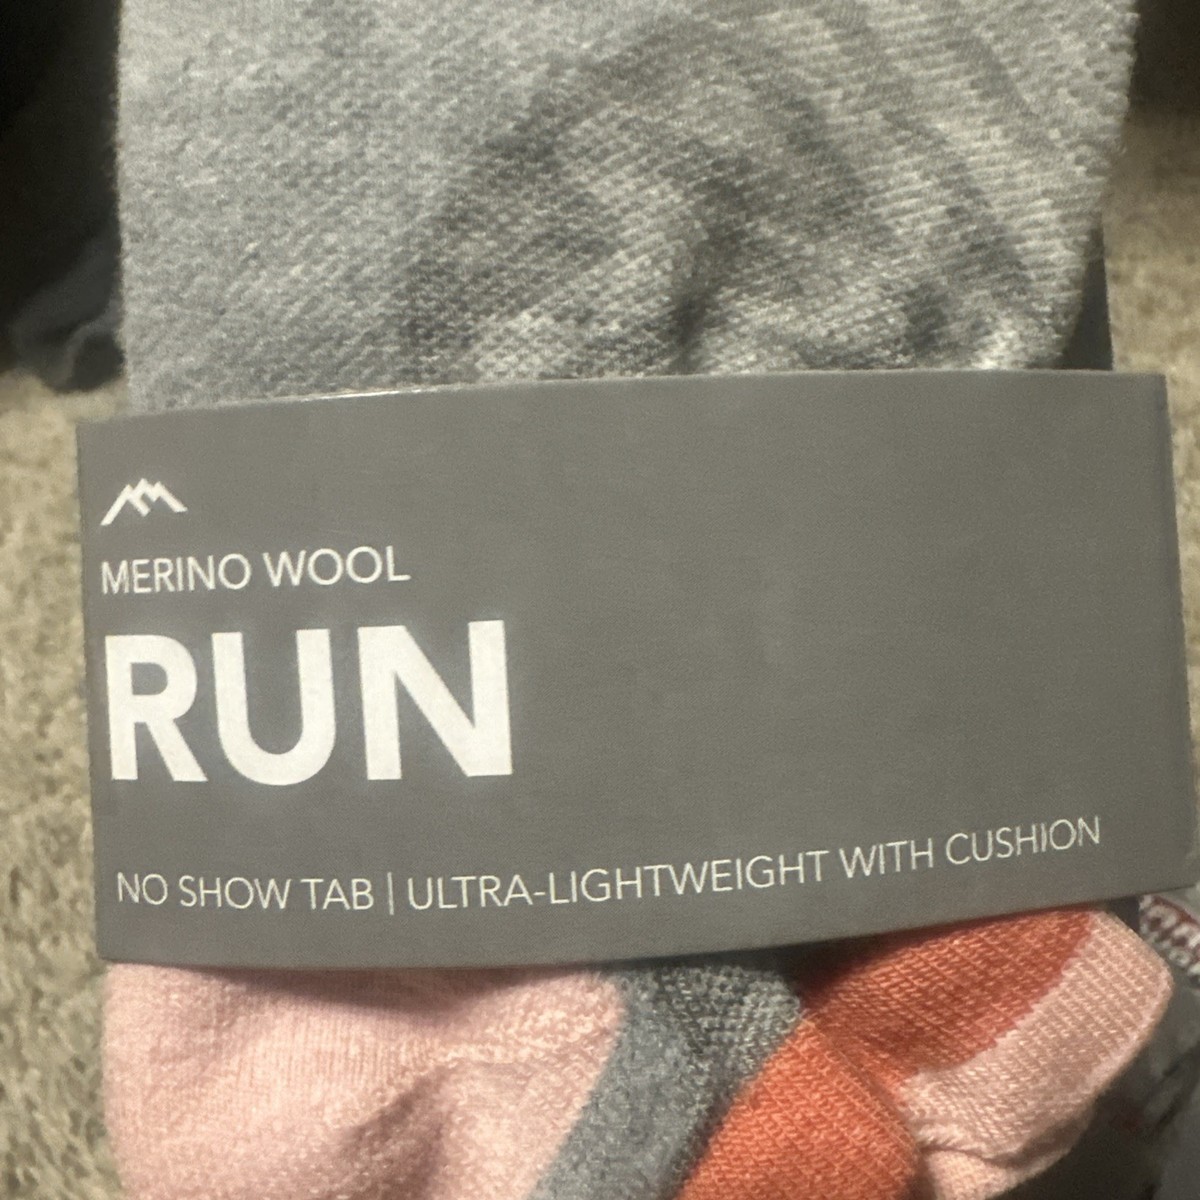 MERINO WOOL
RUN
NO SHOW TAB | ULTRA-LIGHTWEIGHT WITH CUSHION